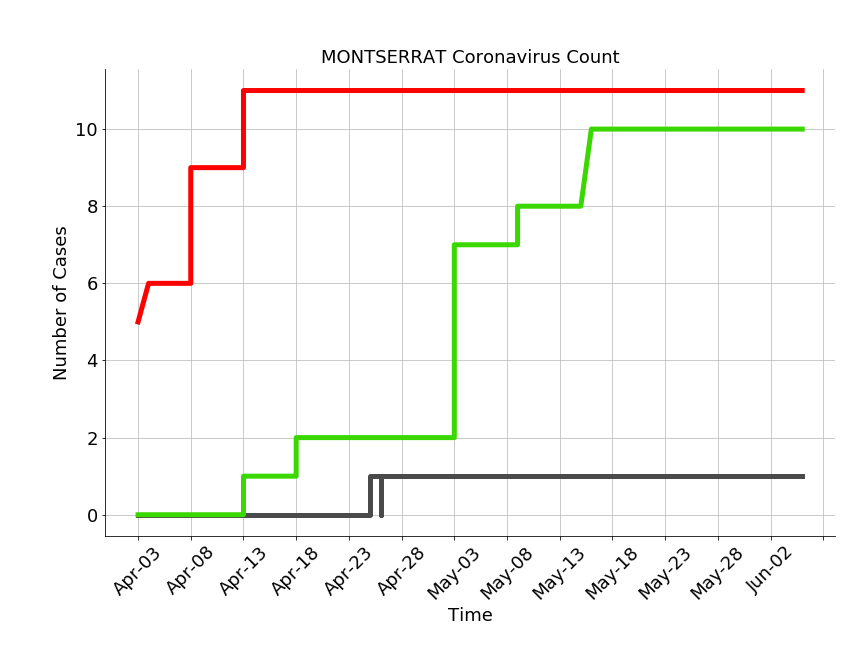 MONTSERRAT Coronavirus Count
Number of Cases
10
8
6
4
2
0
Apr-03
Apr-08
Apr-13
Apr-18
Apr-23
Apr-28
May-03
May-08
May-13
May-18
May-23
May-28
Jun-02
Time